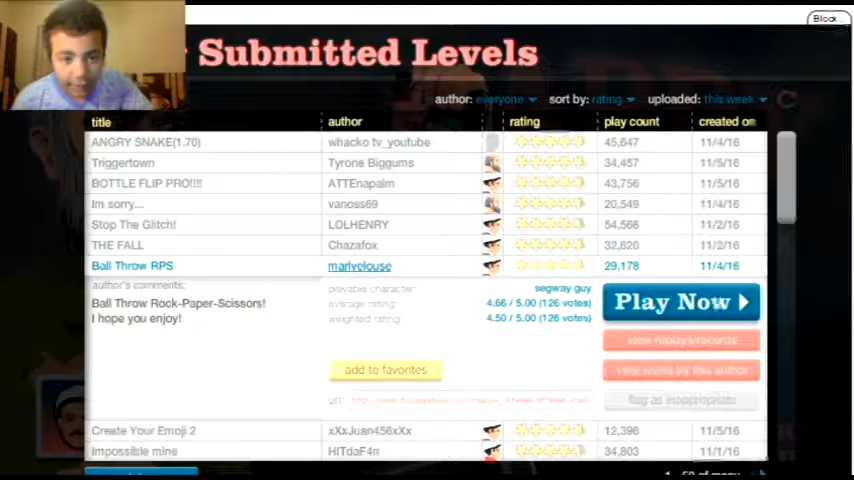 Block...
Submitted Levels
author: everyone sort by: rating uploaded: this week
title author rating play count created on
ANGRY SNAKE(1.70) whacko tv_youtube 45,647 11/4/16
Triggertown Tyrone Biggums 34,457 11/5/16
BOTTLE FLIP PRO!!!! ATTEnapalm 43,756 11/5/16
Im sorry... vanoss69 20,549 11/4/16
Stop The Glitch! LOLHENRY 54,566 11/2/16
THE FALL Chazafox 32,620 11/2/16
Ball Throw RPS marlvelouse 29,178 11/4/16
author's comments:
Ball Throw Rock-Paper-Scissors!
I hope you enjoy!
playable character: segway guy
average rating: 4.66 / 5.00 (126 votes)
weighted rating: 4.50 / 5.00 (126 votes)
Play Now
view replays/records
add to favorites
view levels by this author
url:
flag as inappropriate
Create Your Emoji 2 xXxJuan456xXx 12,396 11/5/16
Impossible mine HITdaF4n 34,803 11/1/16
1 - 50 of many